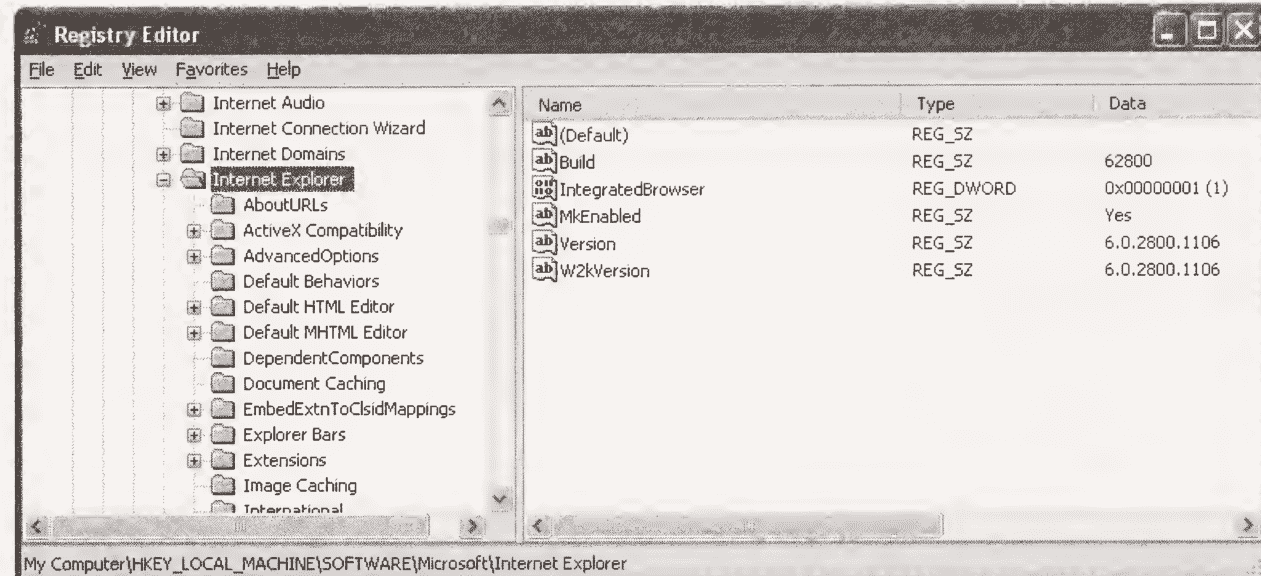 Registry Editor
File Edit View Favorites Help
Internet Audio
Internet Connection Wizard
Internet Domains
Internet Explorer
AboutURLs
ActiveX Compatibility
AdvancedOptions
Default Behaviors
Default HTML Editor
Default MHTML Editor
DependentComponents
Document Caching
EmbedExtnToClsidMappings
Explorer Bars
Extensions
Image Caching
International
Name Type Data
(Default) REG_SZ
Build REG_SZ 62800
IntegratedBrowser REG_DWORD 0x00000001 (1)
MkEnabled REG_SZ Yes
Version REG_SZ 6.0.2800.1106
W2kVersion REG_SZ 6.0.2800.1106
My Computer\HKEY_LOCAL_MACHINE\SOFTWARE\Microsoft\Internet Explorer